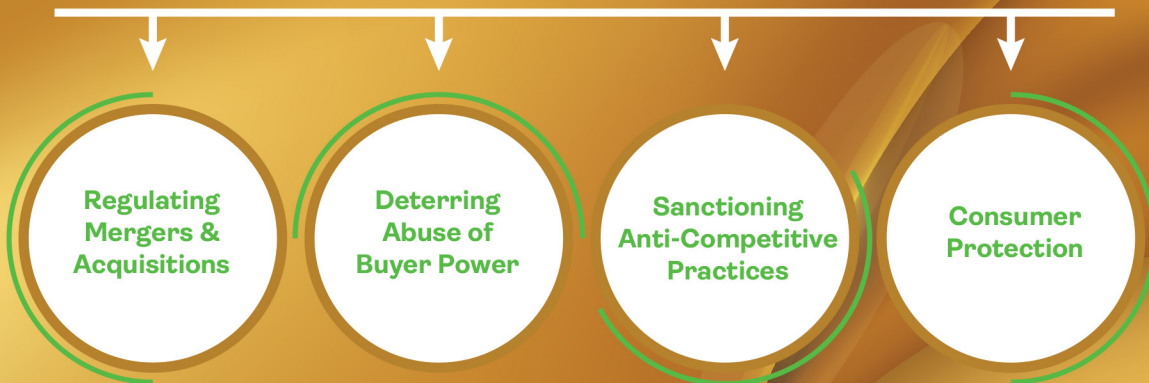 Regulating
Mergers &
Acquisitions
Deterring
Abuse of
Buyer Power
Sanctioning
Anti-Competitive
Practices
Consumer
Protection